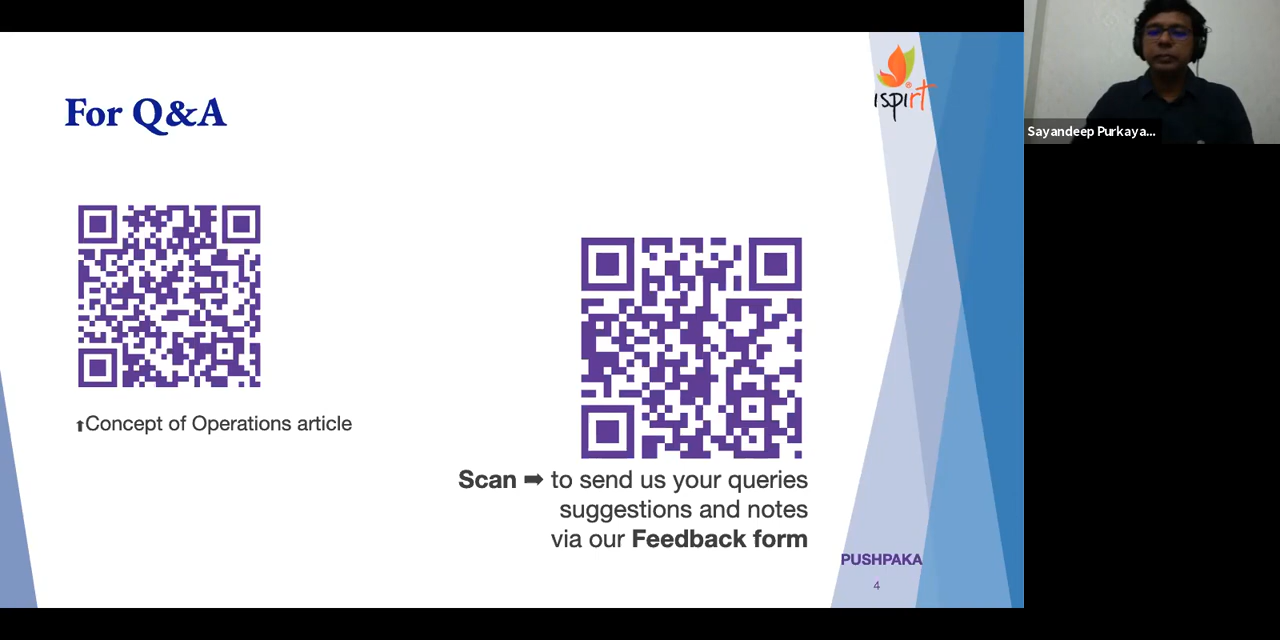 For Q&A
ispirt
Sayandeep Purkaya...
⬆Concept of Operations article
Scan ➡ to send us your queries
suggestions and notes
via our Feedback form
PUSHPAKA
4